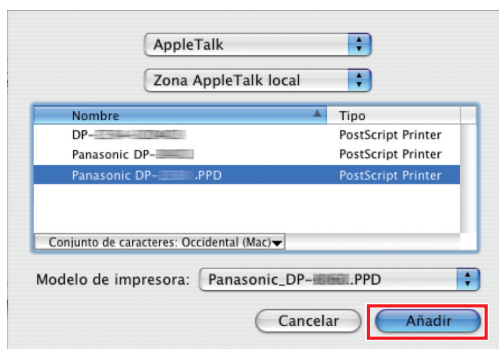 AppleTalk
Zona AppleTalk local
Nombre Tipo
DP- PostScript Printer
Panasonic DP- PostScript Printer
Panasonic DP- .PPD PostScript Printer
Conjunto de caracteres: Occidental (Mac)
Modelo de impresora: Panasonic_DP- .PPD
Cancelar Añadir